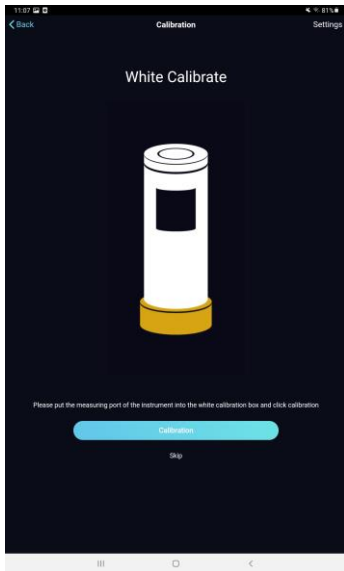 11:07 81%
Back Calibration Settings
White Calibrate
Please put the measuring port of the instrument into the white calibration box and click calibration
Calibration
Skip